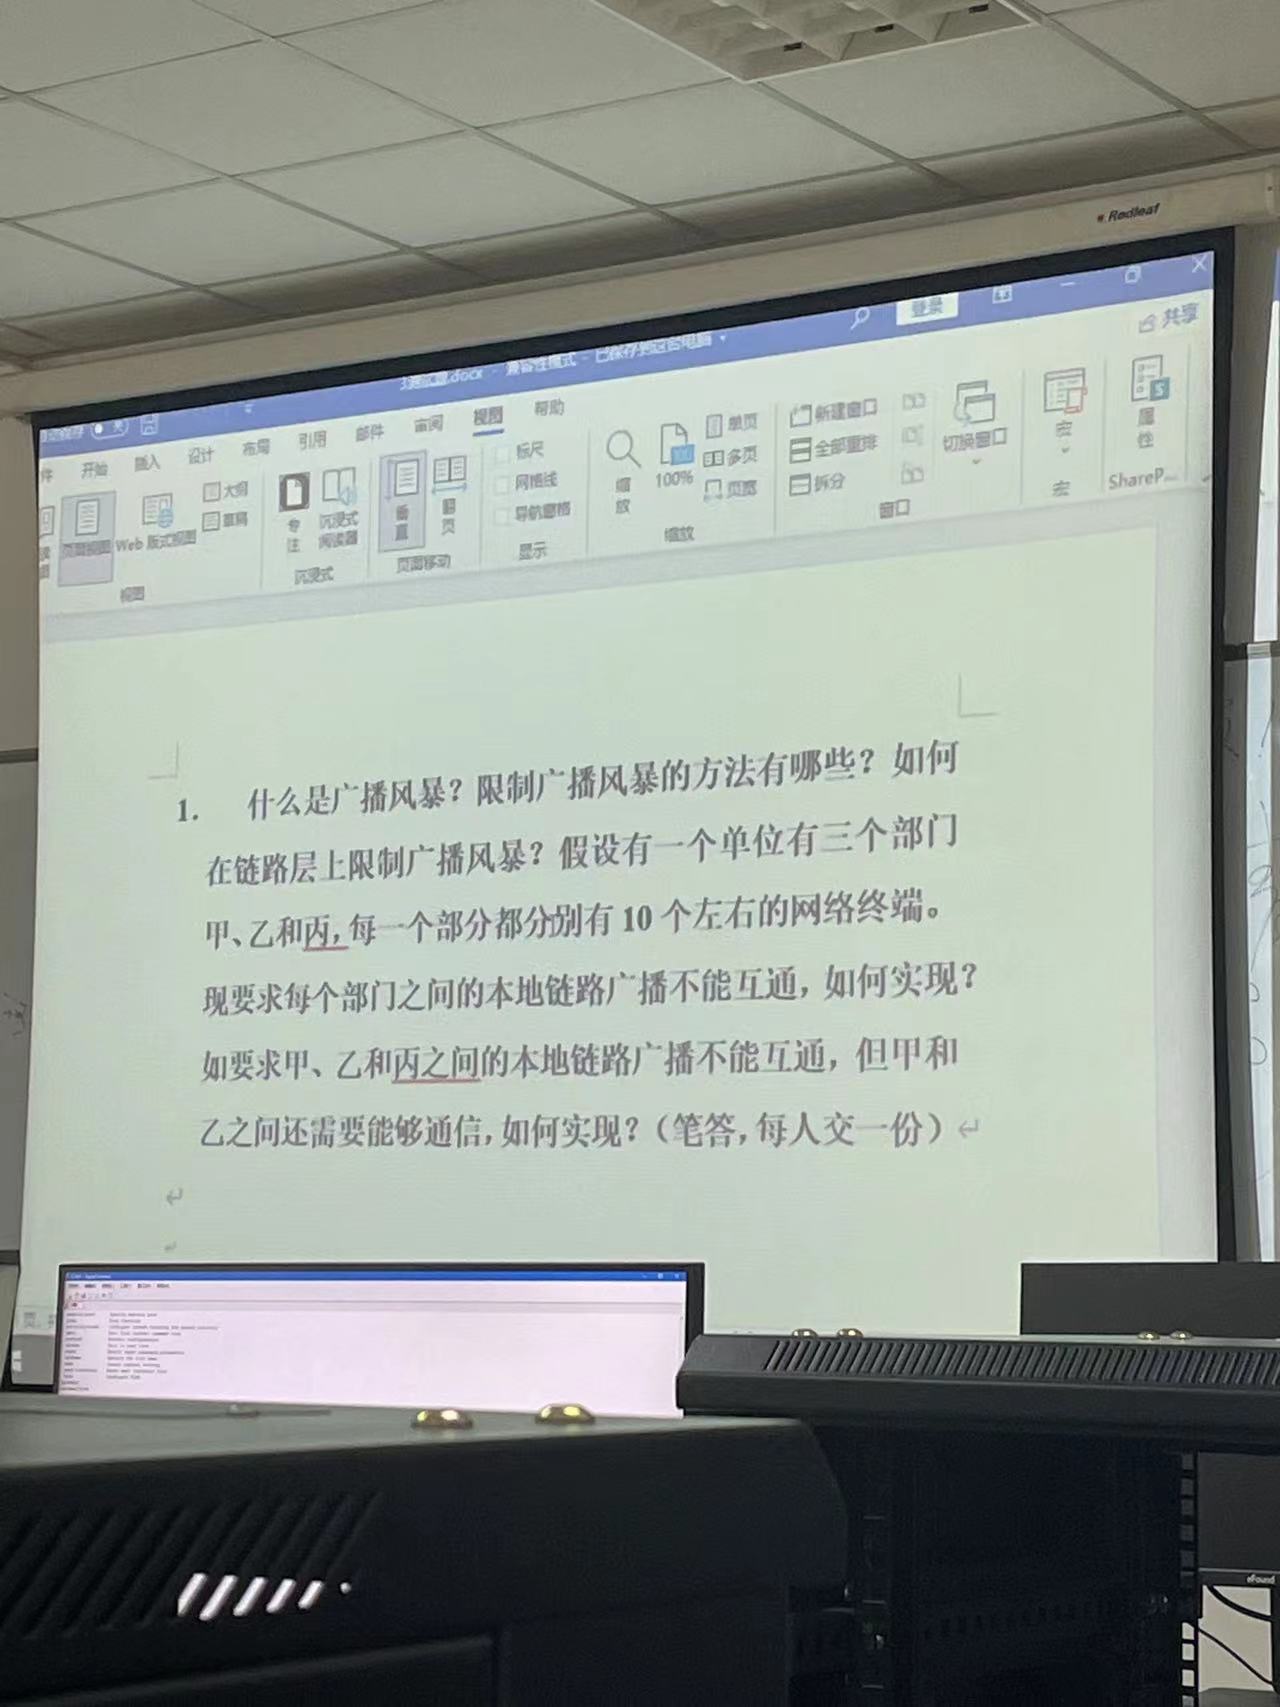 Redleaf
登录
共享
3测试题.docx - 兼容性模式 - 已保存到这台电脑
开始 插入 设计 布局 引用 邮件 审阅 视图 帮助
页面视图
Web 版式视图
大纲
草稿
视图
专注
沉浸式阅读器
沉浸式
垂直
翻页
页面移动
标尺
网格线
导航窗格
显示
缩放
100%
单页
多页
页宽
缩放
新建窗口
全部重排
拆分
切换窗口
窗口
宏
宏
属性
ShareP...
1. 什么是广播风暴？限制广播风暴的方法有哪些？如何
在链路层上限制广播风暴？假设有一个单位有三个部门
甲、乙和丙，每一个部分都分别有 10 个左右的网络终端。
现要求每个部门之间的本地链路广播不能互通，如何实现？
如要求甲、乙和丙之间的本地链路广播不能互通，但甲和
乙之间还需要能够通信，如何实现？（笔答，每人交一份）
eFound